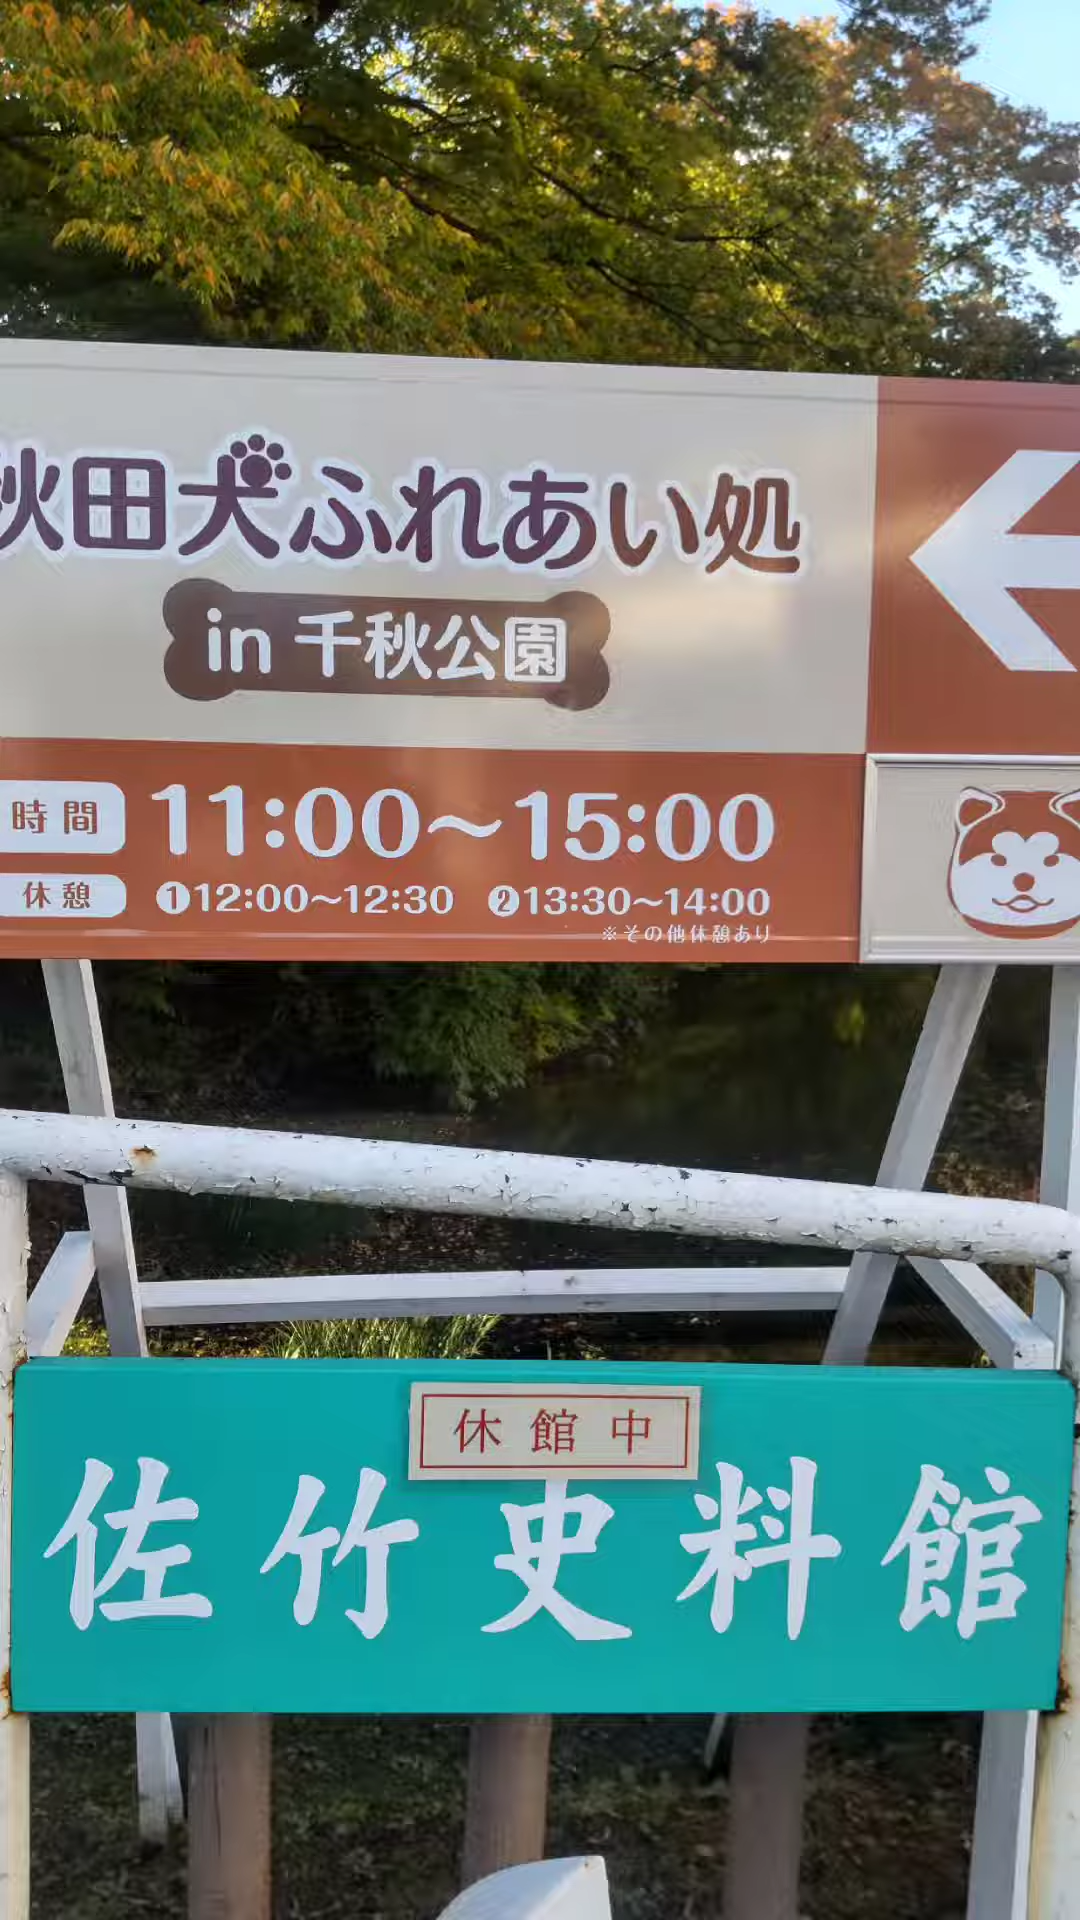 秋田犬ふれあい処
in 千秋公園
時間 11:00～15:00
休憩 ①12:00～12:30 ②13:30～14:00
※その他休憩あり
休館中
佐竹史料館